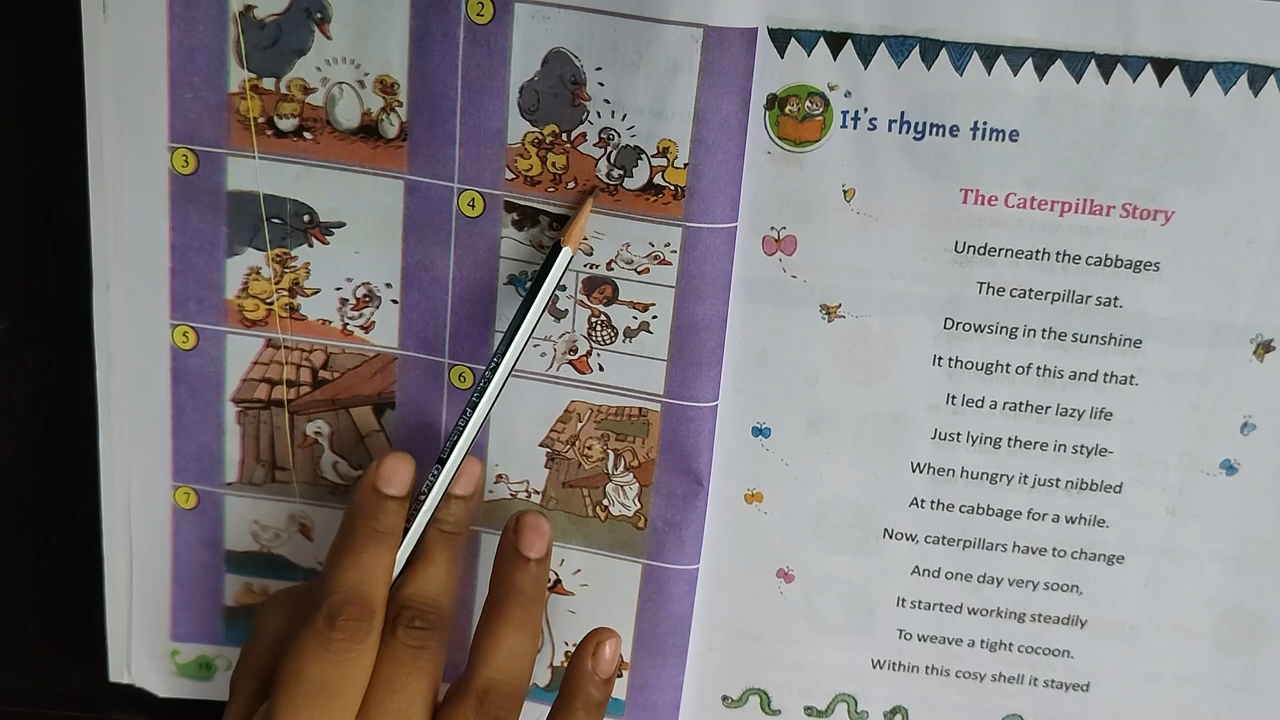 2
3
4
5
6
7
10
It's rhyme time
The Caterpillar Story
Underneath the cabbages
The caterpillar sat.
Drowsing in the sunshine
It thought of this and that.
It led a rather lazy life
Just lying there in style-
When hungry it just nibbled
At the cabbage for a while.
Now, caterpillars have to change
And one day very soon,
It started working steadily
To weave a tight cocoon.
Within this cosy shell it stayed